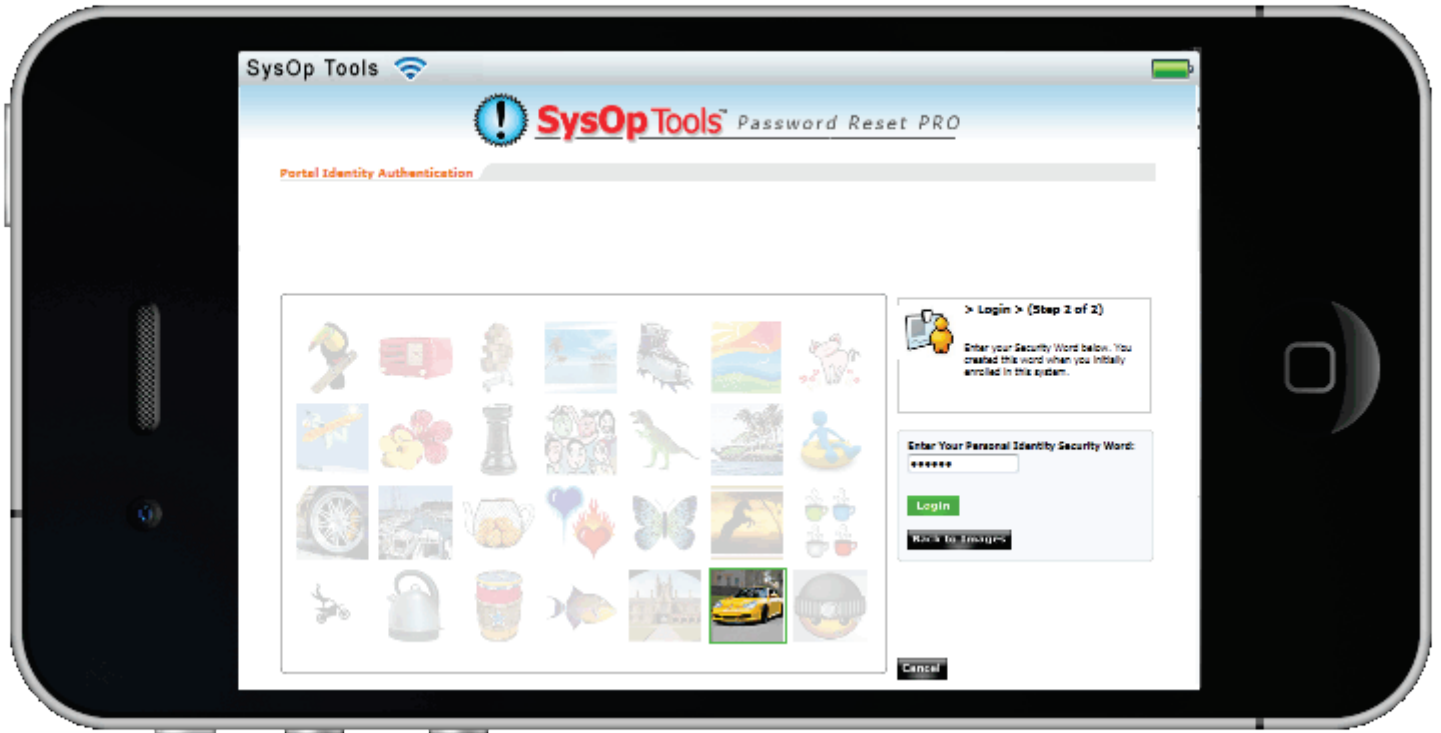 SysOp Tools
SysOp Tools™ Password Reset PRO
Portal Identity Authentication
> Login > (Step 2 of 2)
Enter your Security Word below. You
created this word when you initially
enrolled in this system.
Enter Your Personal Identity Security Word:
******
Login
Back to Images
Cancel